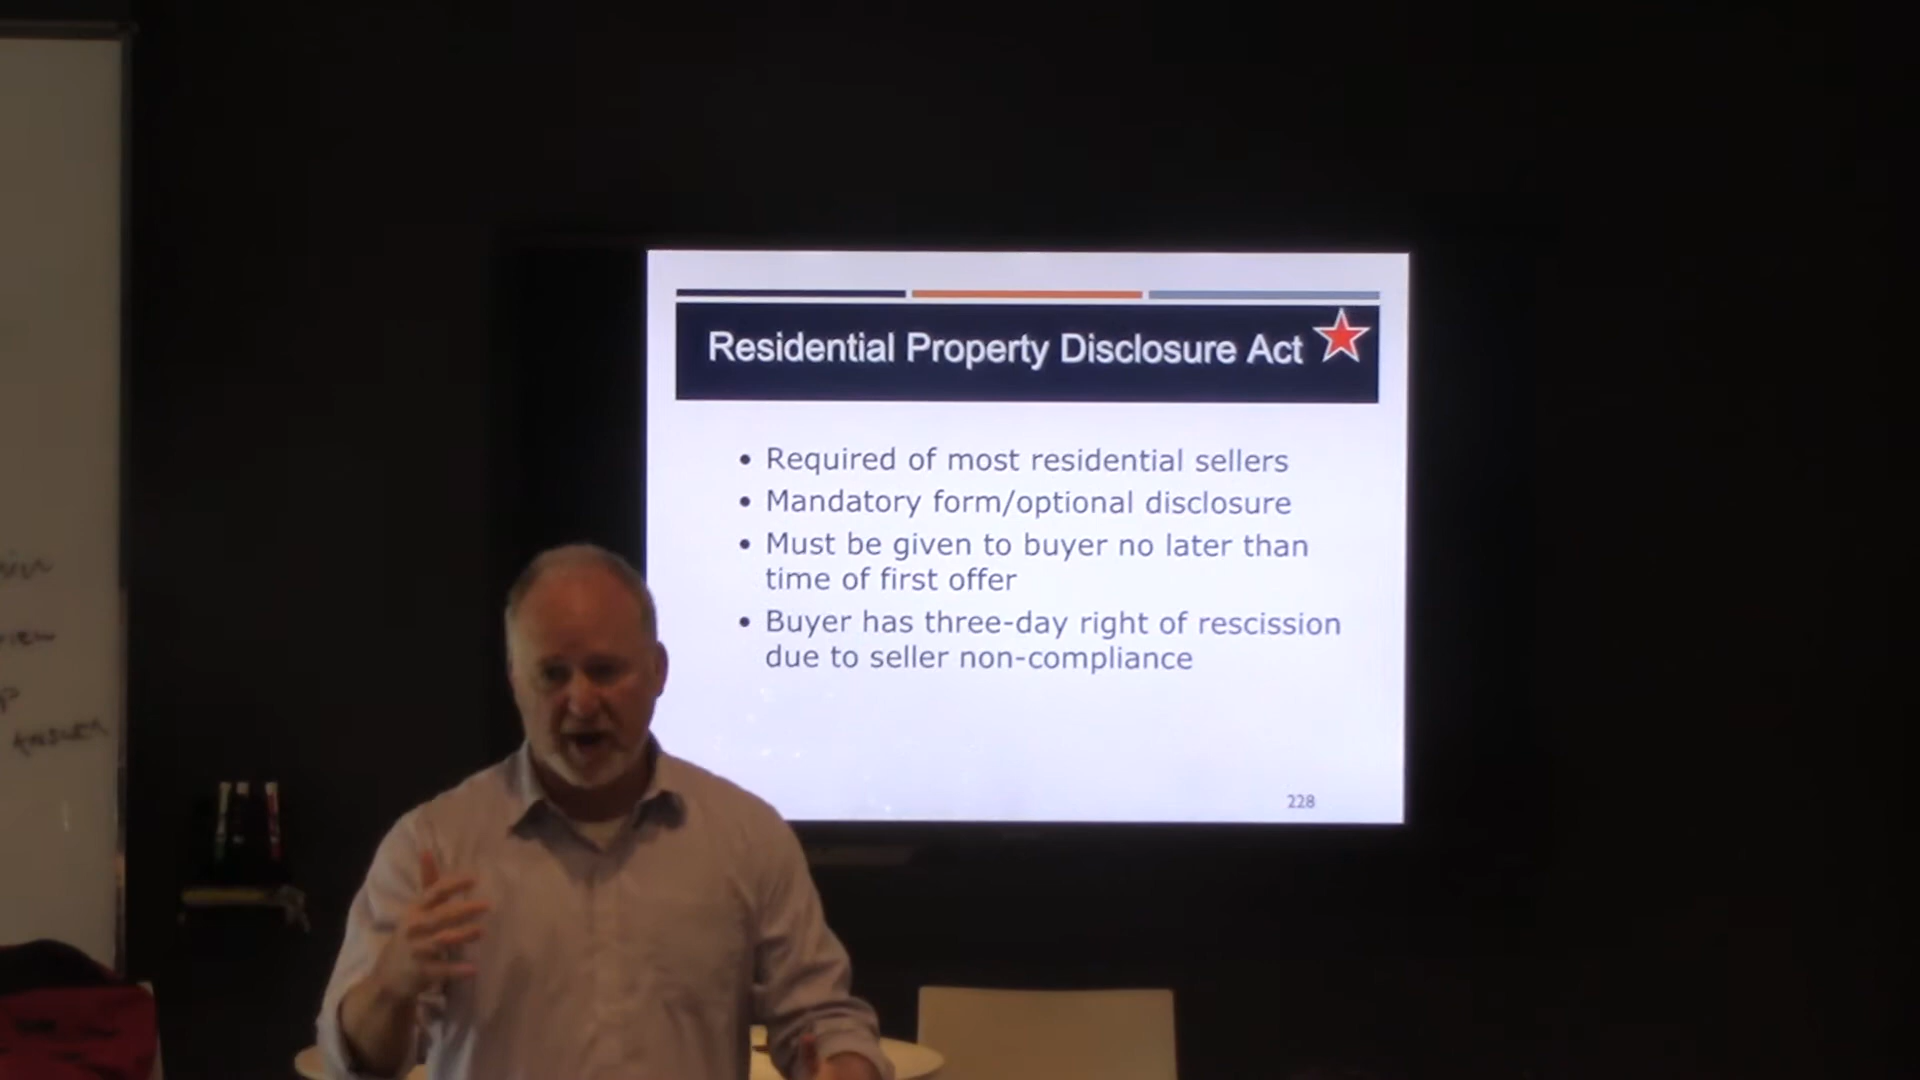 Residential Property Disclosure Act
• Required of most residential sellers
• Mandatory form/optional disclosure
• Must be given to buyer no later than
time of first offer
• Buyer has three-day right of rescission
due to seller non-compliance
228
ANSWER